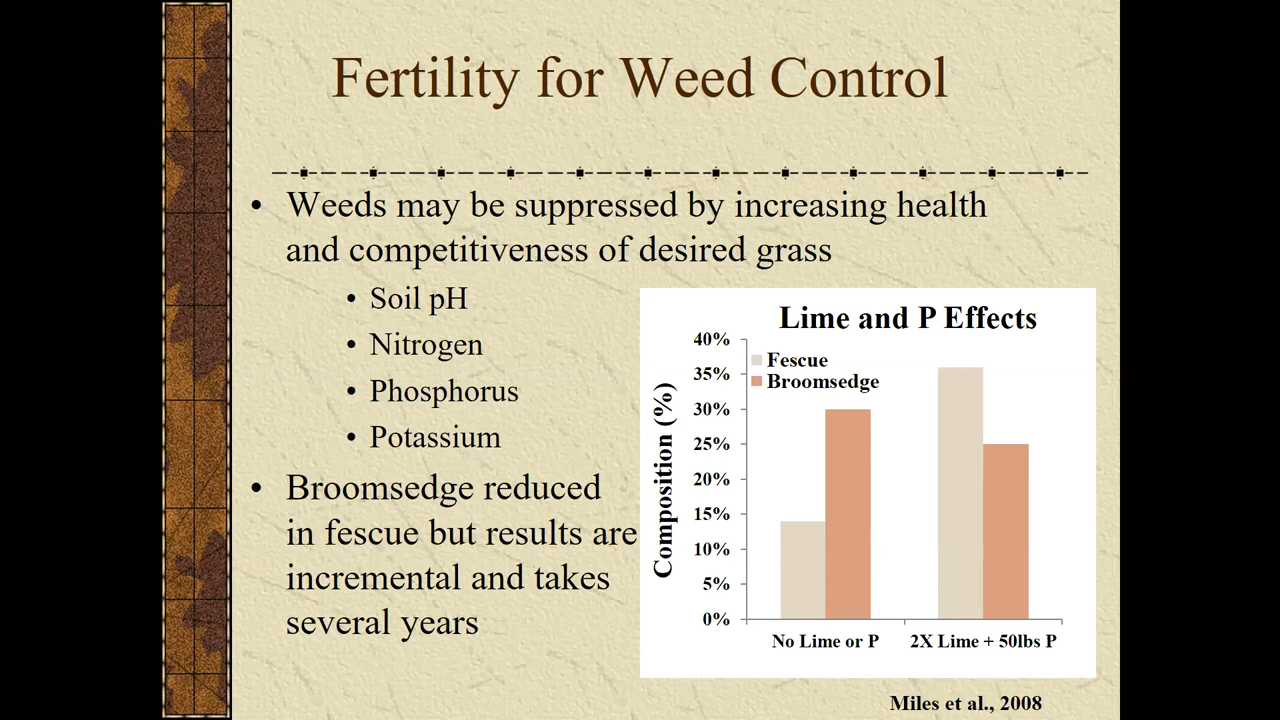 Fertility for Weed Control
• Weeds may be suppressed by increasing health
and competitiveness of desired grass
• Soil pH
• Nitrogen
• Phosphorus
• Potassium
• Broomsedge reduced
in fescue but results are
incremental and takes
several years
Lime and P Effects
Fescue
Broomsedge
Composition (%)
40%
35%
30%
25%
20%
15%
10%
5%
0%
No Lime or P
2X Lime + 50lbs P
Miles et al., 2008